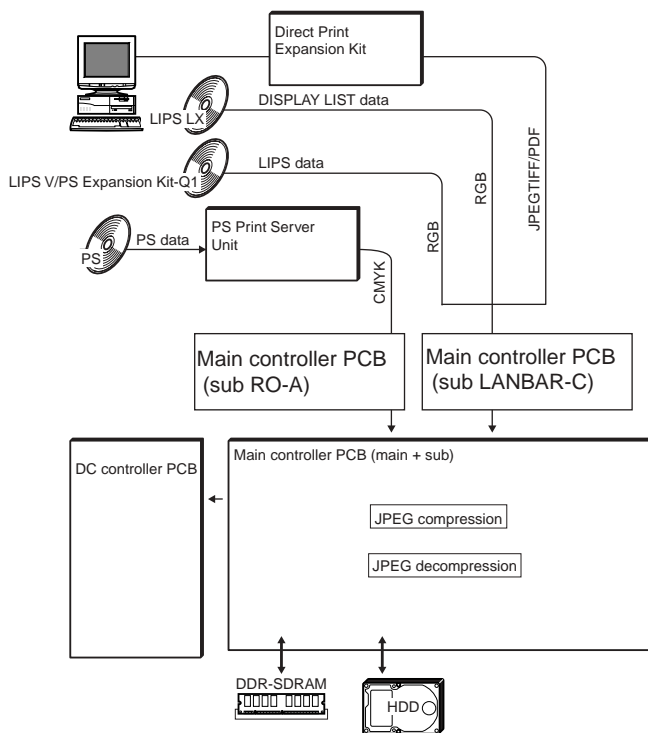 Direct Print
Expansion Kit
DISPLAY LIST data
LIPS LX
LIPS data
LIPS V/PS Expansion Kit-Q1
PS Print Server
Unit
PS data
PS
CMYK
RGB
RGB
JPEGTIFF/PDF
Main controller PCB
(sub RO-A)
Main controller PCB
(sub LANBAR-C)
DC controller PCB
Main controller PCB (main + sub)
JPEG compression
JPEG decompression
DDR-SDRAM
HDD